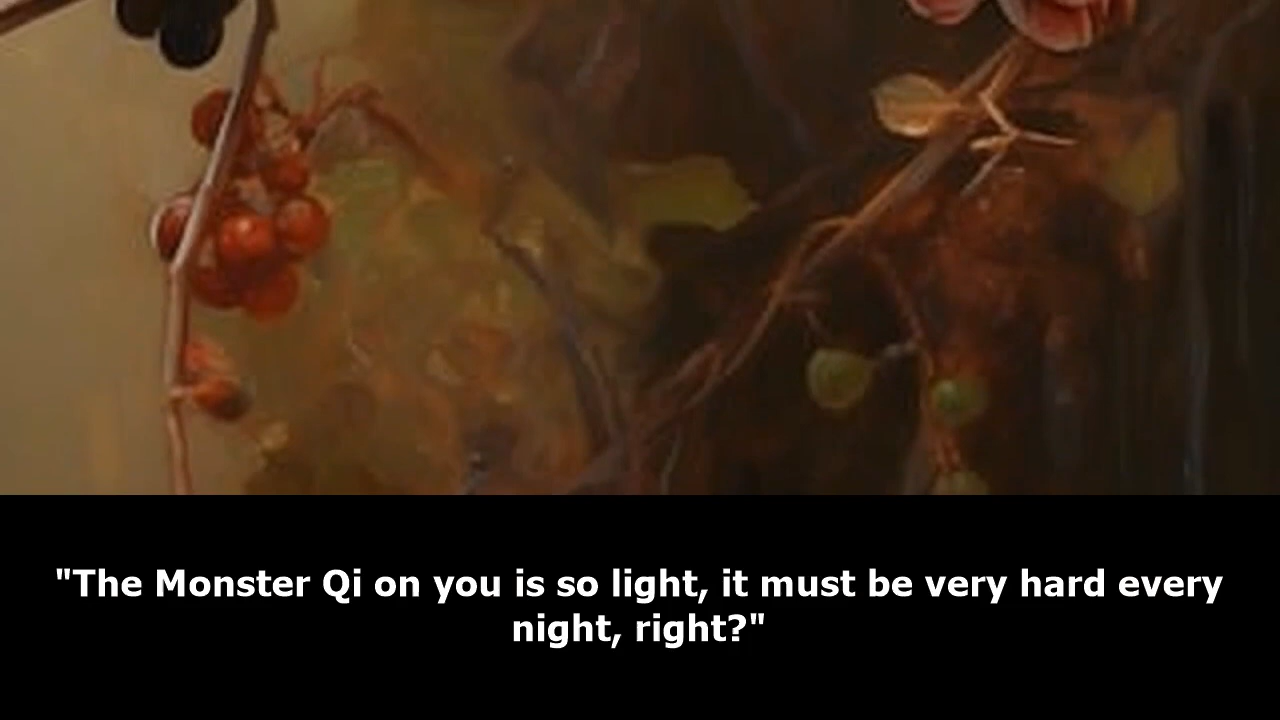 "The Monster Qi on you is so light, it must be very hard every
night, right?"